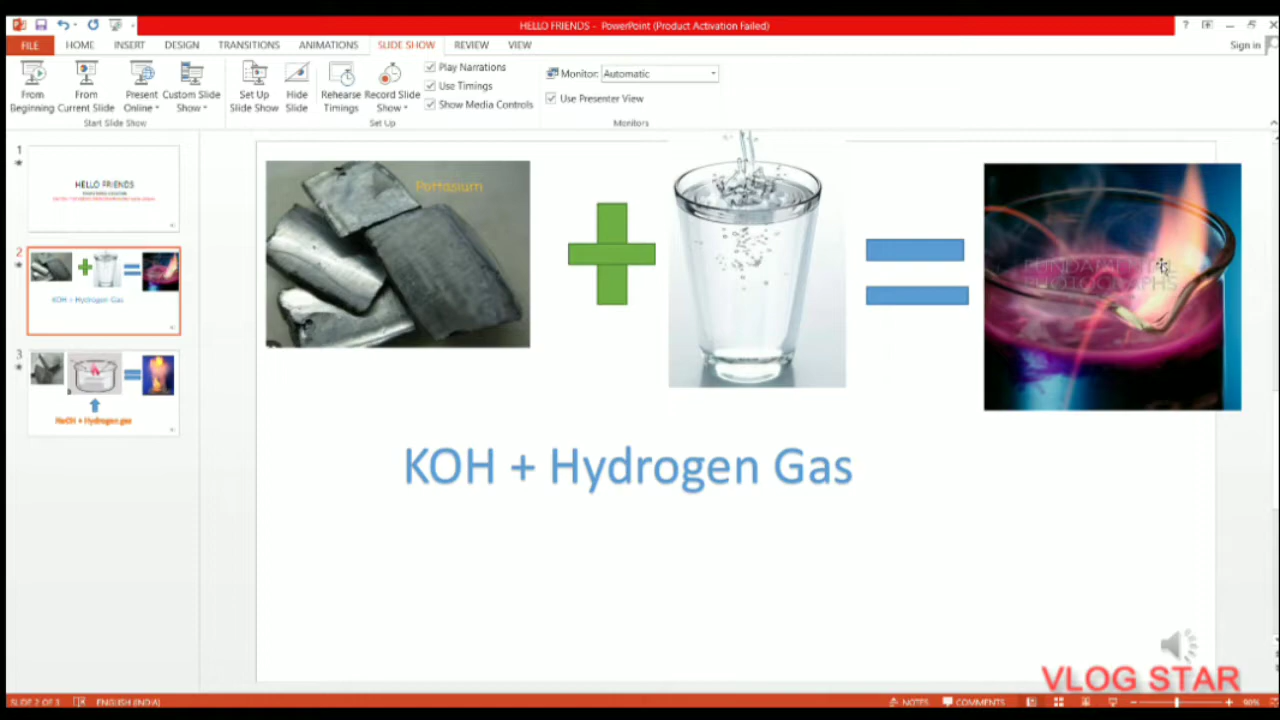 HELLO FRIENDS - PowerPoint (Product Activation Failed)
?
FILE HOME INSERT DESIGN TRANSITIONS ANIMATIONS SLIDE SHOW REVIEW VIEW
Sign in
From Beginning
From Current Slide
Present Online
Custom Slide Show
Set Up Slide Show
Hide Slide
Rehearse Timings
Record Slide Show
Play Narrations
Use Timings
Show Media Controls
Monitor: Automatic
Use Presenter View
Start Slide Show
Set Up
Monitors
1
HELLO FRIENDS
2
KOH + Hydrogen Gas
3
NaOH + Hydrogen gas
Pottasium
FUNDAMENTAL
PHOTOGRAPHS
KOH + Hydrogen Gas
VLOG STAR
SLIDE 2 OF 3
ENGLISH (INDIA)
NOTES
COMMENTS
90%